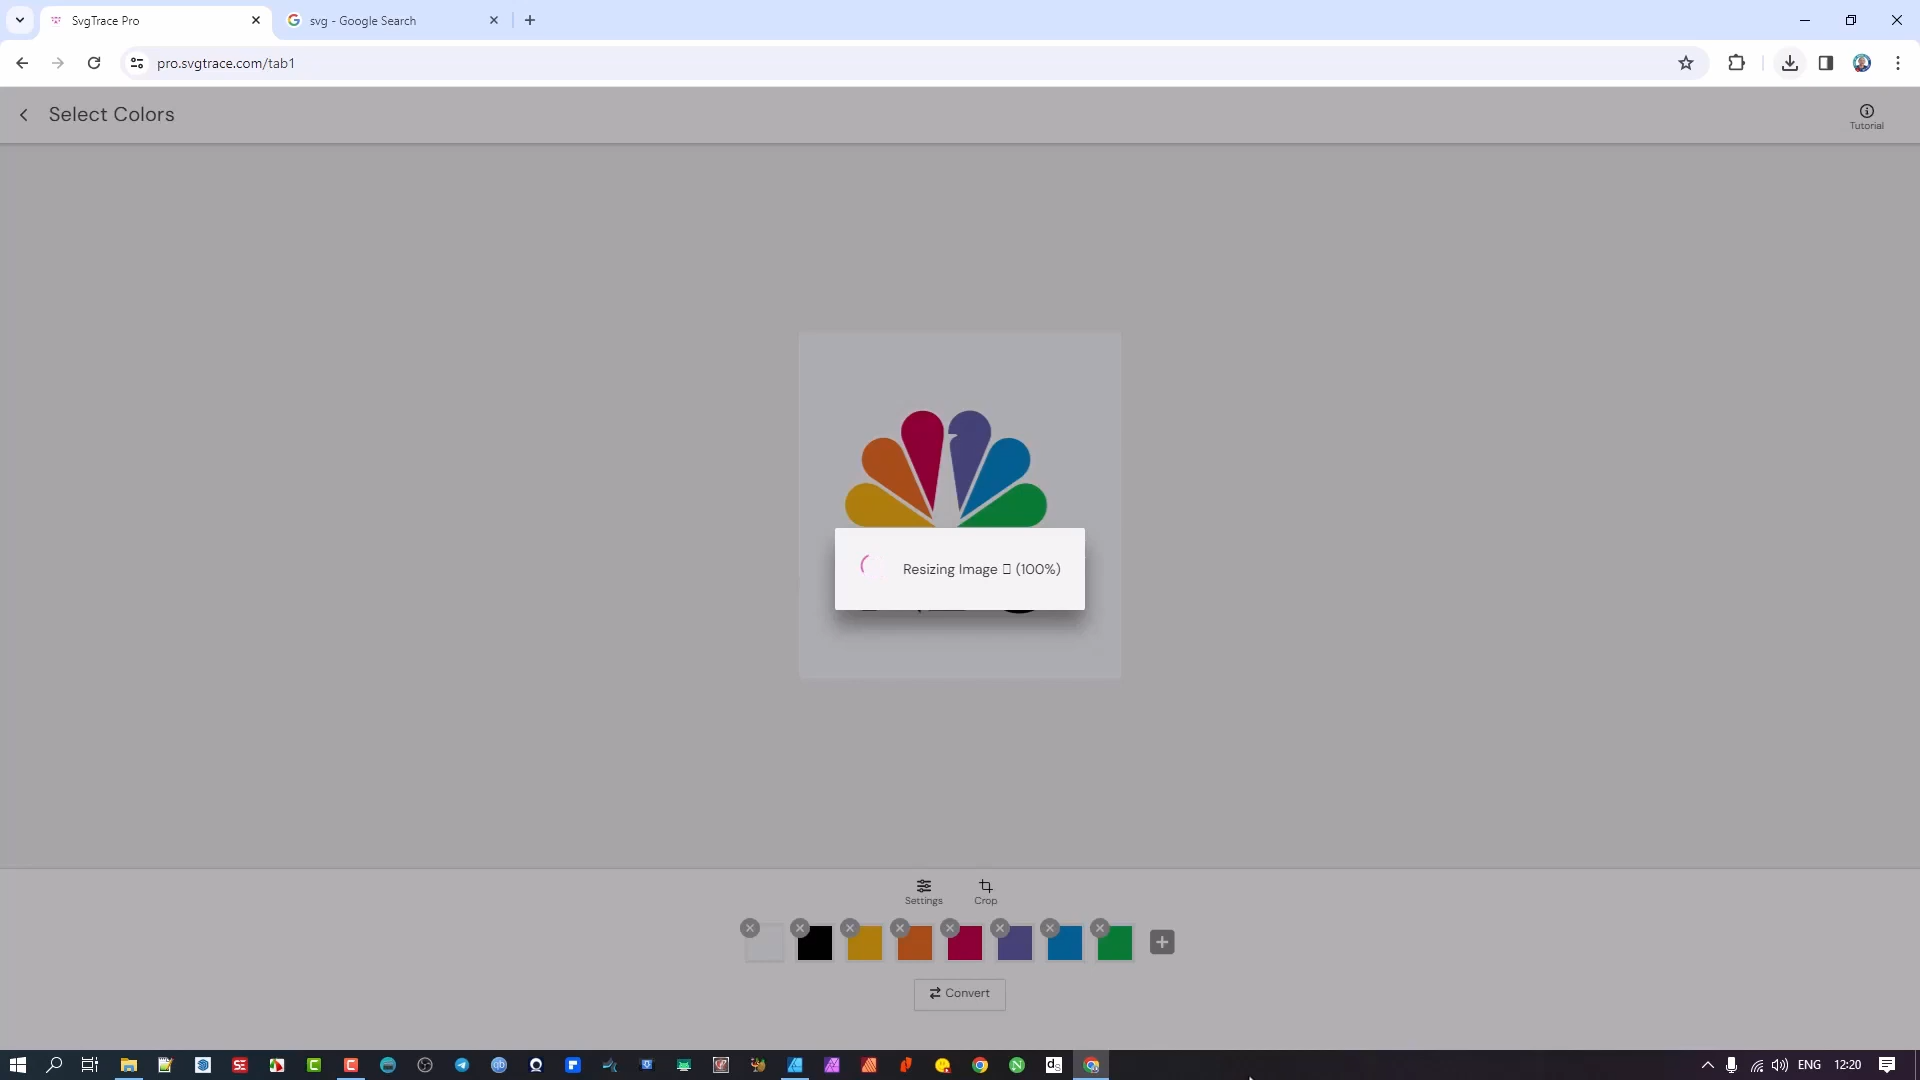 SvgTrace Pro
svg - Google Search
pro.svgtrace.com/tab1
Select Colors
Tutorial
Resizing Image (100%)
Settings
Crop
Convert
ENG
12:20